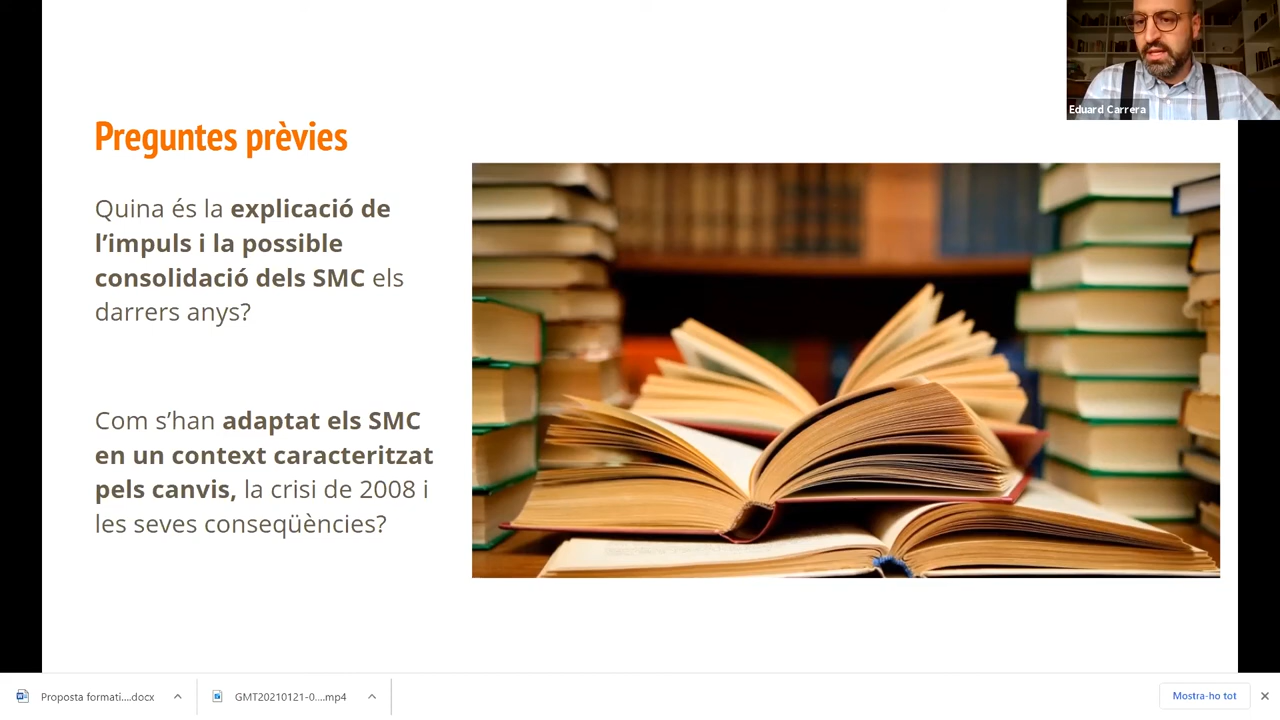 Eduard Carrera
Preguntes prèvies
Quina és la explicació de
l’impuls i la possible
consolidació dels SMC els
darrers anys?
Com s’han adaptat els SMC
en un context caracteritzat
pels canvis, la crisi de 2008 i
les seves conseqüències?
Proposta formati....docx
GMT20210121-0....mp4
Mostra-ho tot